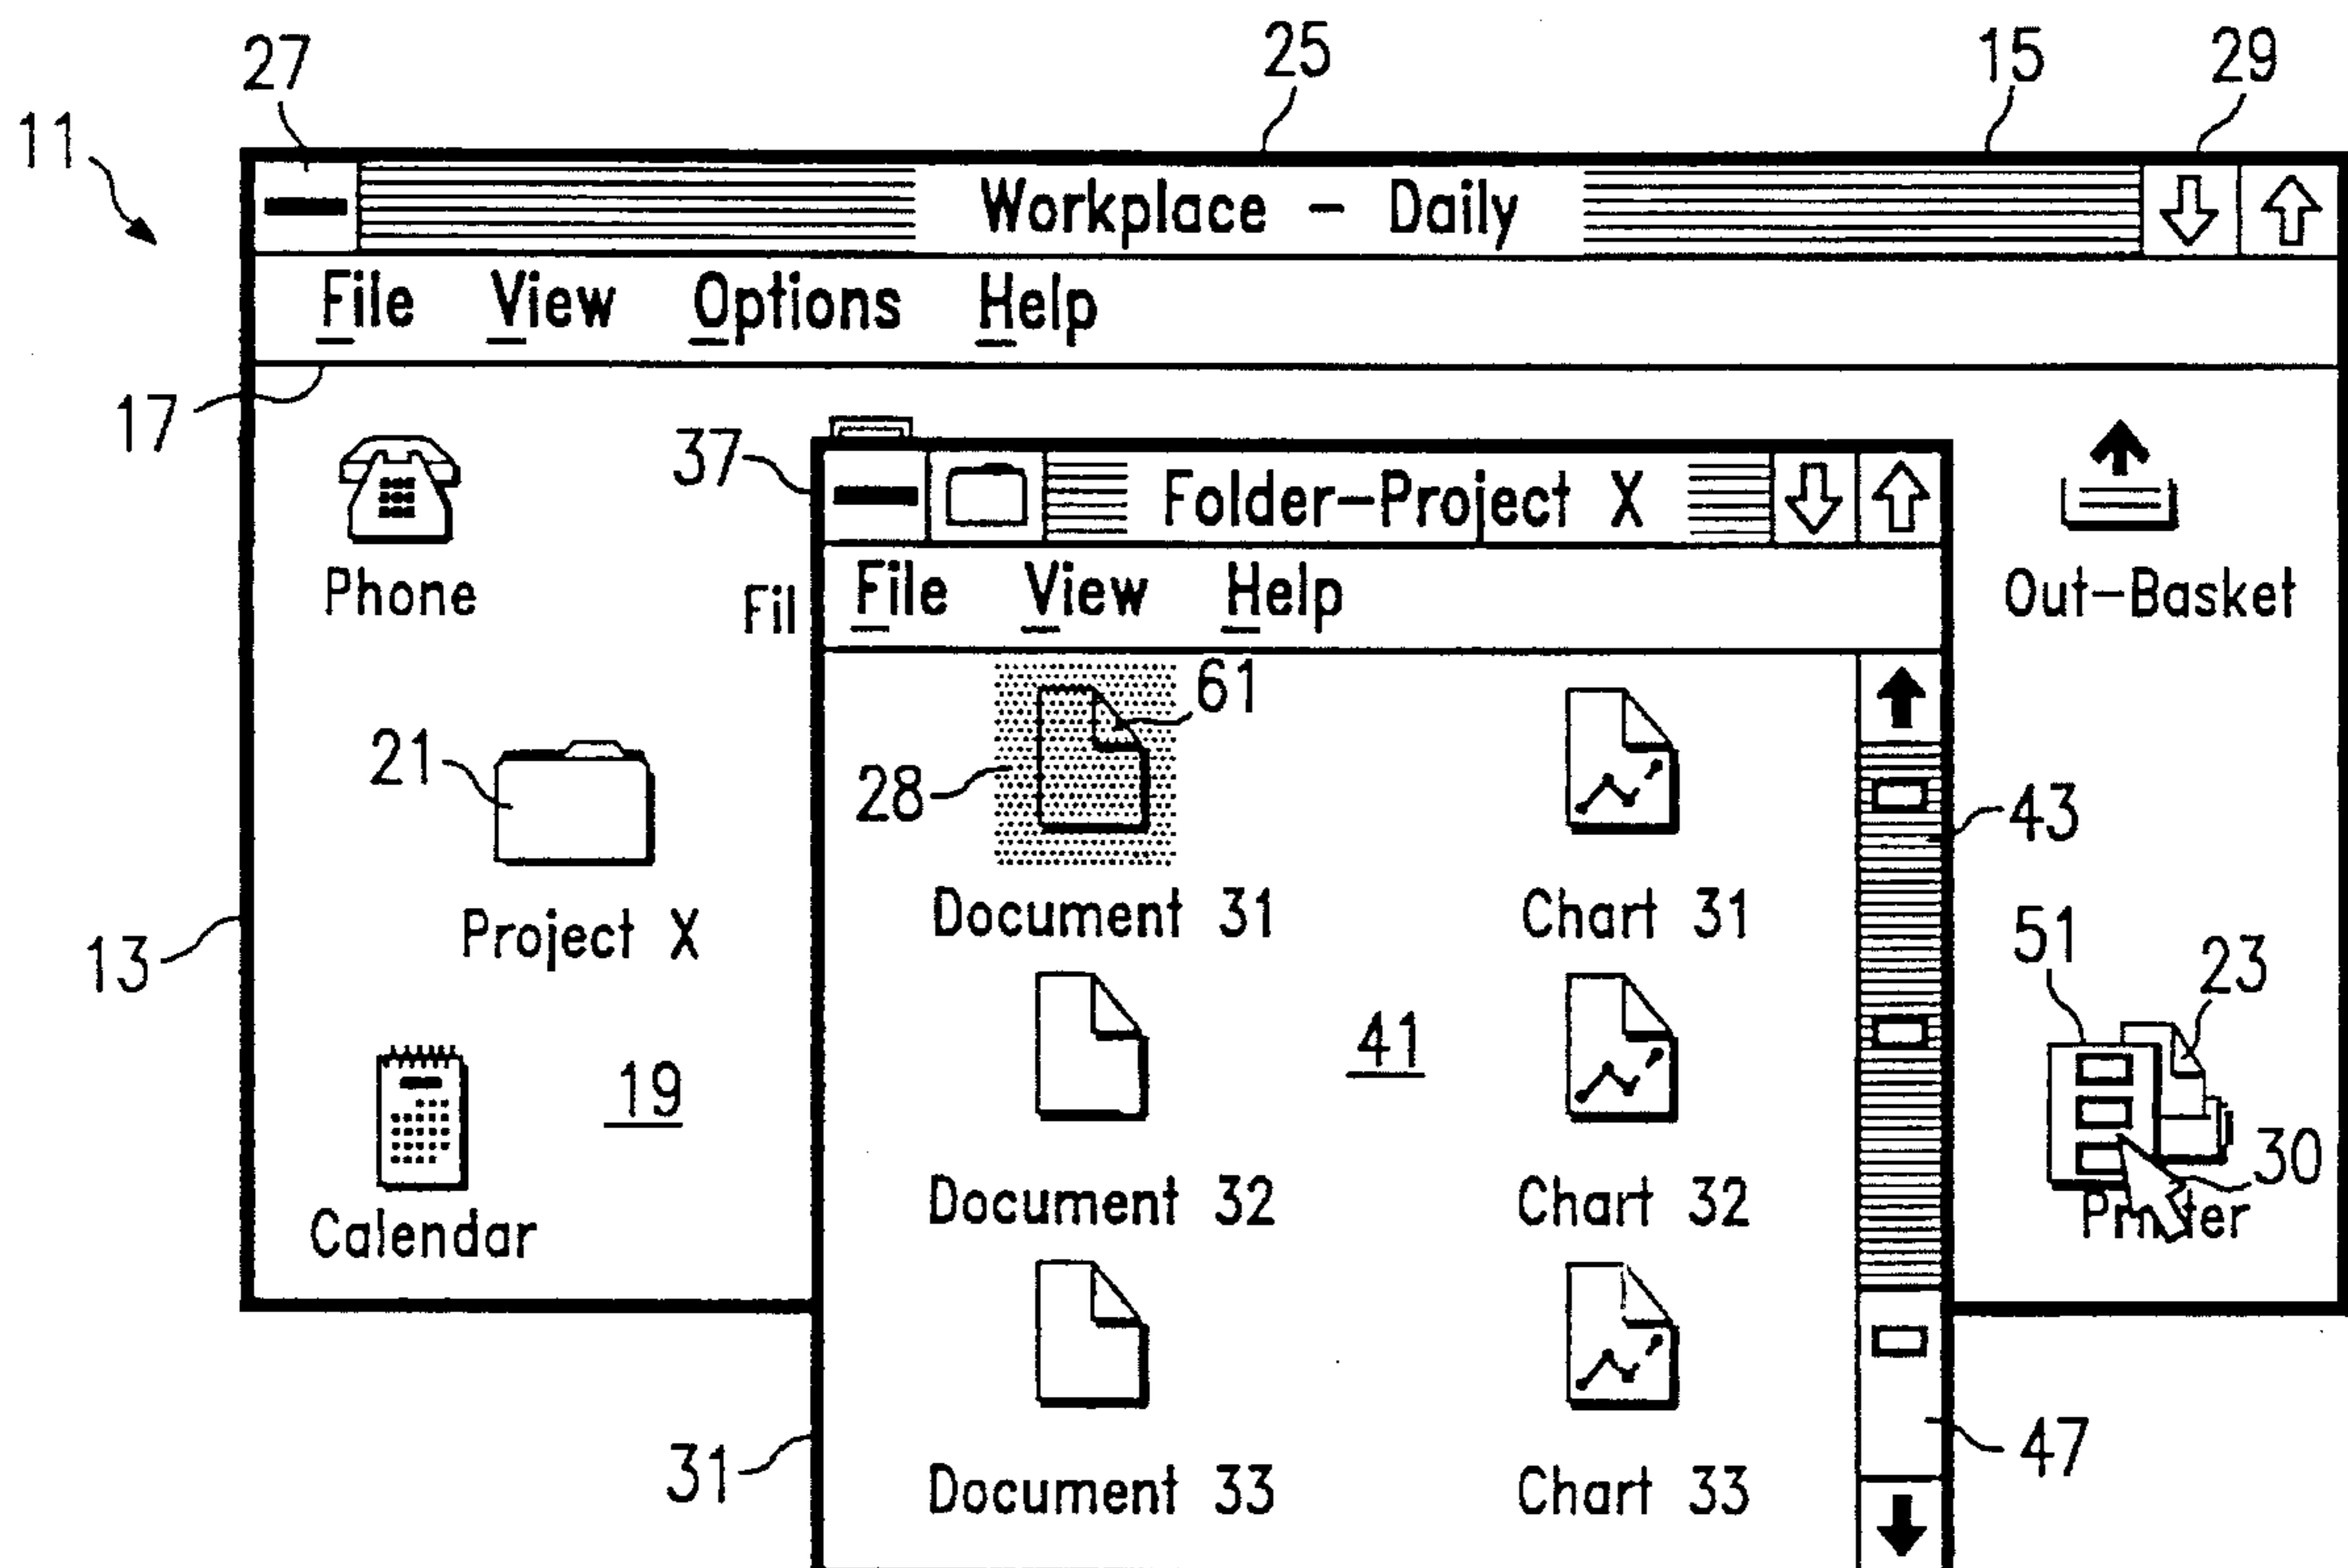 27 25 15 29
11
Workplace - Daily
File View Options Help
17
37
Folder-Project X
Phone
Fil
File View Help
Out-Basket
61
21
28
43
Project X
Document 31 Chart 31
13
51
23
41
19
30
Calendar
Document 32 Chart 32
31
47
Document 33 Chart 33